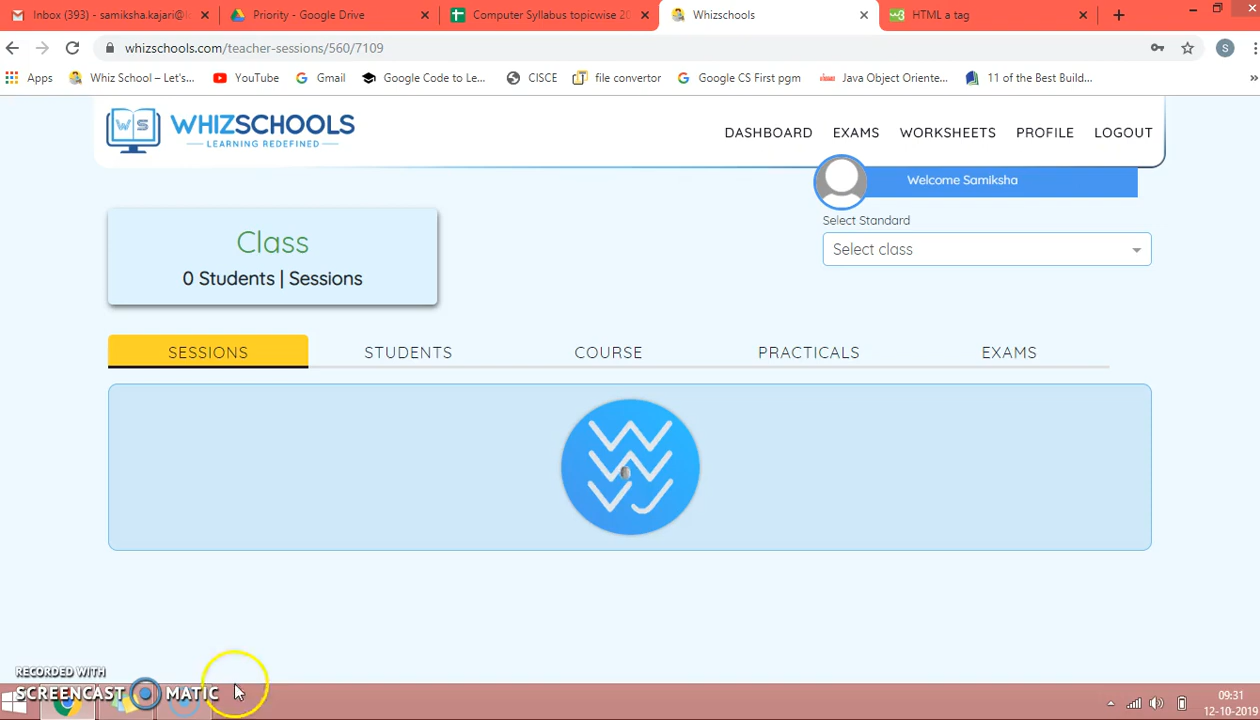 Inbox (393) - samiksha.kajari@
Priority - Google Drive
Computer Syllabus topicwise 20
Whizschools
HTML a tag
whizschools.com/teacher-sessions/560/7109
S
Apps
Whiz School – Let's...
YouTube
Gmail
Google Code to Le...
CISCE
file convertor
Google CS First pgm
Java Object Oriente...
11 of the Best Build...
WS
WHIZSCHOOLS
LEARNING REDEFINED
DASHBOARD
EXAMS
WORKSHEETS
PROFILE
LOGOUT
Welcome Samiksha
Select Standard
Select class
Class
0 Students | Sessions
SESSIONS
STUDENTS
COURSE
PRACTICALS
EXAMS
RECORDED WITH
SCREENCAST MATIC
09:31
12-10-2019